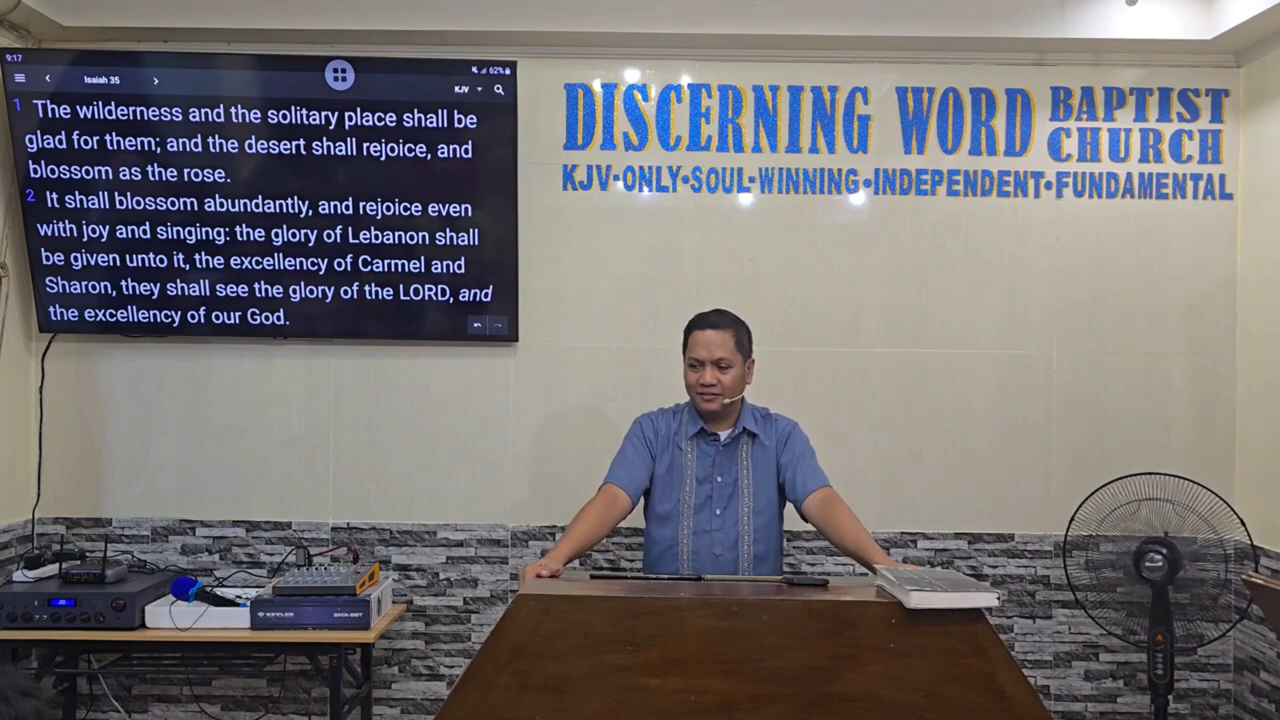 9:17
62%
Isaiah 35
KJV
1 The wilderness and the solitary place shall be
glad for them; and the desert shall rejoice, and
blossom as the rose.
2 It shall blossom abundantly, and rejoice even
with joy and singing: the glory of Lebanon shall
be given unto it, the excellency of Carmel and
Sharon, they shall see the glory of the LORD, and
the excellency of our God.
DISCERNING WORD BAPTIST
CHURCH
KJV-ONLY•SOUL-WINNING•INDEPENDENT•FUNDAMENTAL
KEVLER